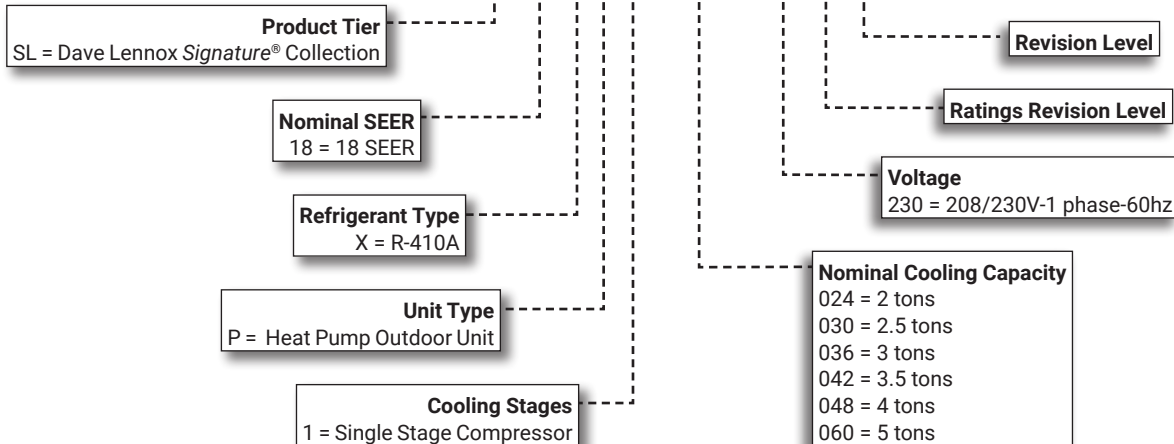 Product Tier
SL = Dave Lennox Signature® Collection
Revision Level
Nominal SEER
18 = 18 SEER
Ratings Revision Level
Voltage
230 = 208/230V-1 phase-60hz
Refrigerant Type
X = R-410A
Unit Type
P = Heat Pump Outdoor Unit
Nominal Cooling Capacity
024 = 2 tons
030 = 2.5 tons
036 = 3 tons
042 = 3.5 tons
048 = 4 tons
060 = 5 tons
Cooling Stages
1 = Single Stage Compressor